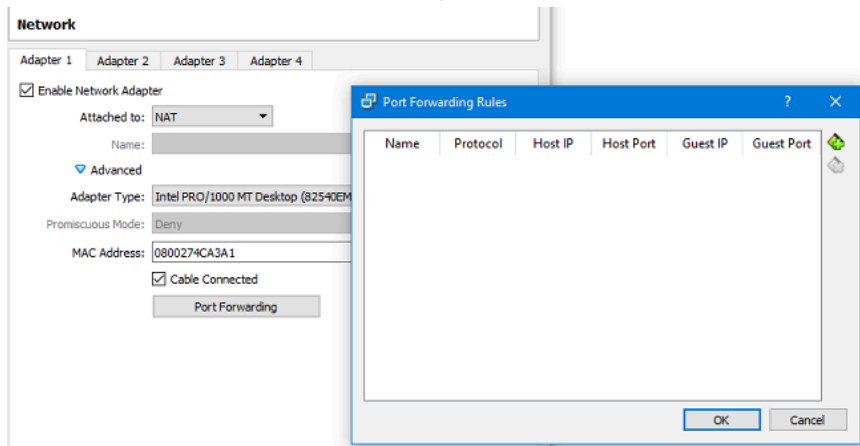 Network
Adapter 1 Adapter 2 Adapter 3 Adapter 4
Enable Network Adapter
Attached to: NAT
Name:
Advanced
Adapter Type: Intel PRO/1000 MT Desktop (82540EM
Promiscuous Mode: Deny
MAC Address: 0800274CA3A1
Cable Connected
Port Forwarding
Port Forwarding Rules ? ×
Name Protocol Host IP Host Port Guest IP Guest Port
OK Cancel